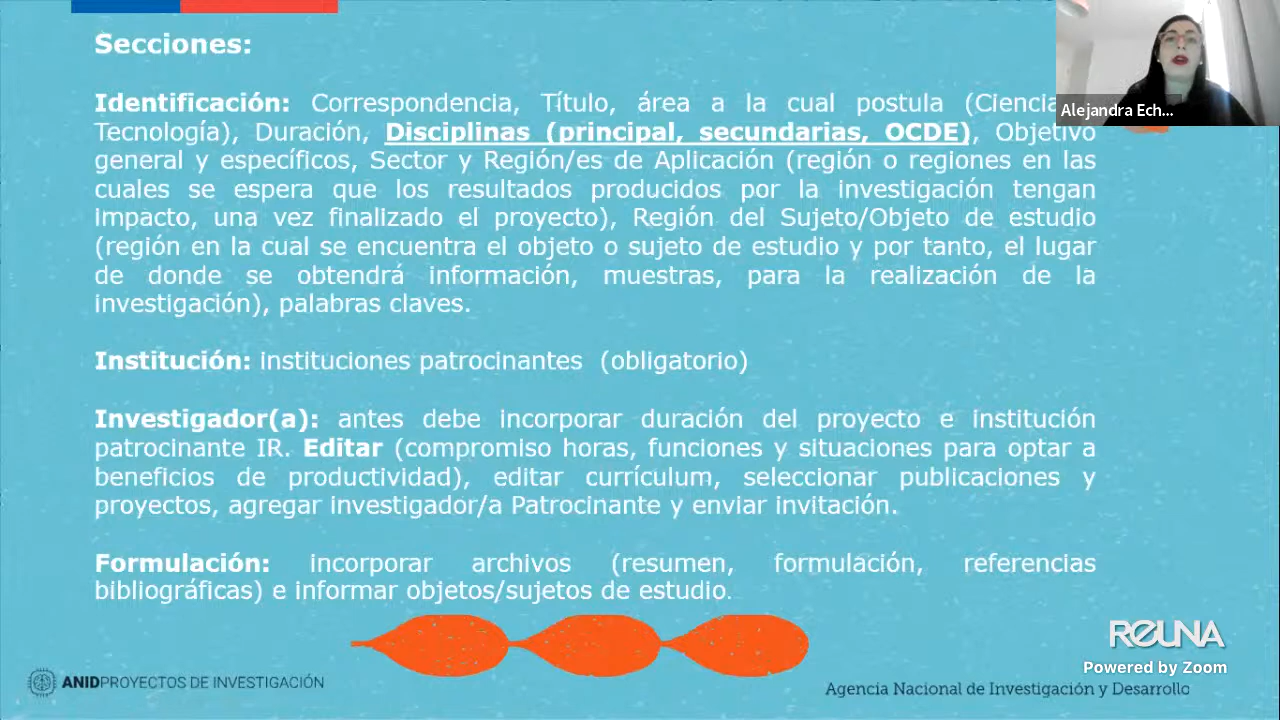 Secciones:
Identificación: Correspondencia, Título, área a la cual postula (Ciencia
Tecnología), Duración, Disciplinas (principal, secundarias, OCDE), Objetivo
general y específicos, Sector y Región/es de Aplicación (región o regiones en las
cuales se espera que los resultados producidos por la investigación tengan
impacto, una vez finalizado el proyecto), Región del Sujeto/Objeto de estudio
(región en la cual se encuentra el objeto o sujeto de estudio y por tanto, el lugar
de donde se obtendrá información, muestras, para la realización de la
investigación), palabras claves.
Institución: instituciones patrocinantes (obligatorio)
Investigador(a): antes debe incorporar duración del proyecto e institución
patrocinante IR. Editar (compromiso horas, funciones y situaciones para optar a
beneficios de productividad), editar currículum, seleccionar publicaciones y
proyectos, agregar investigador/a Patrocinante y enviar invitación.
Formulación: incorporar archivos (resumen, formulación, referencias
bibliográficas) e informar objetos/sujetos de estudio.
Alejandra Ech...
REUNA
Powered by Zoom
ANIDPROYECTOS DE INVESTIGACIÓN
Agencia Nacional de Investigación y Desarrollo